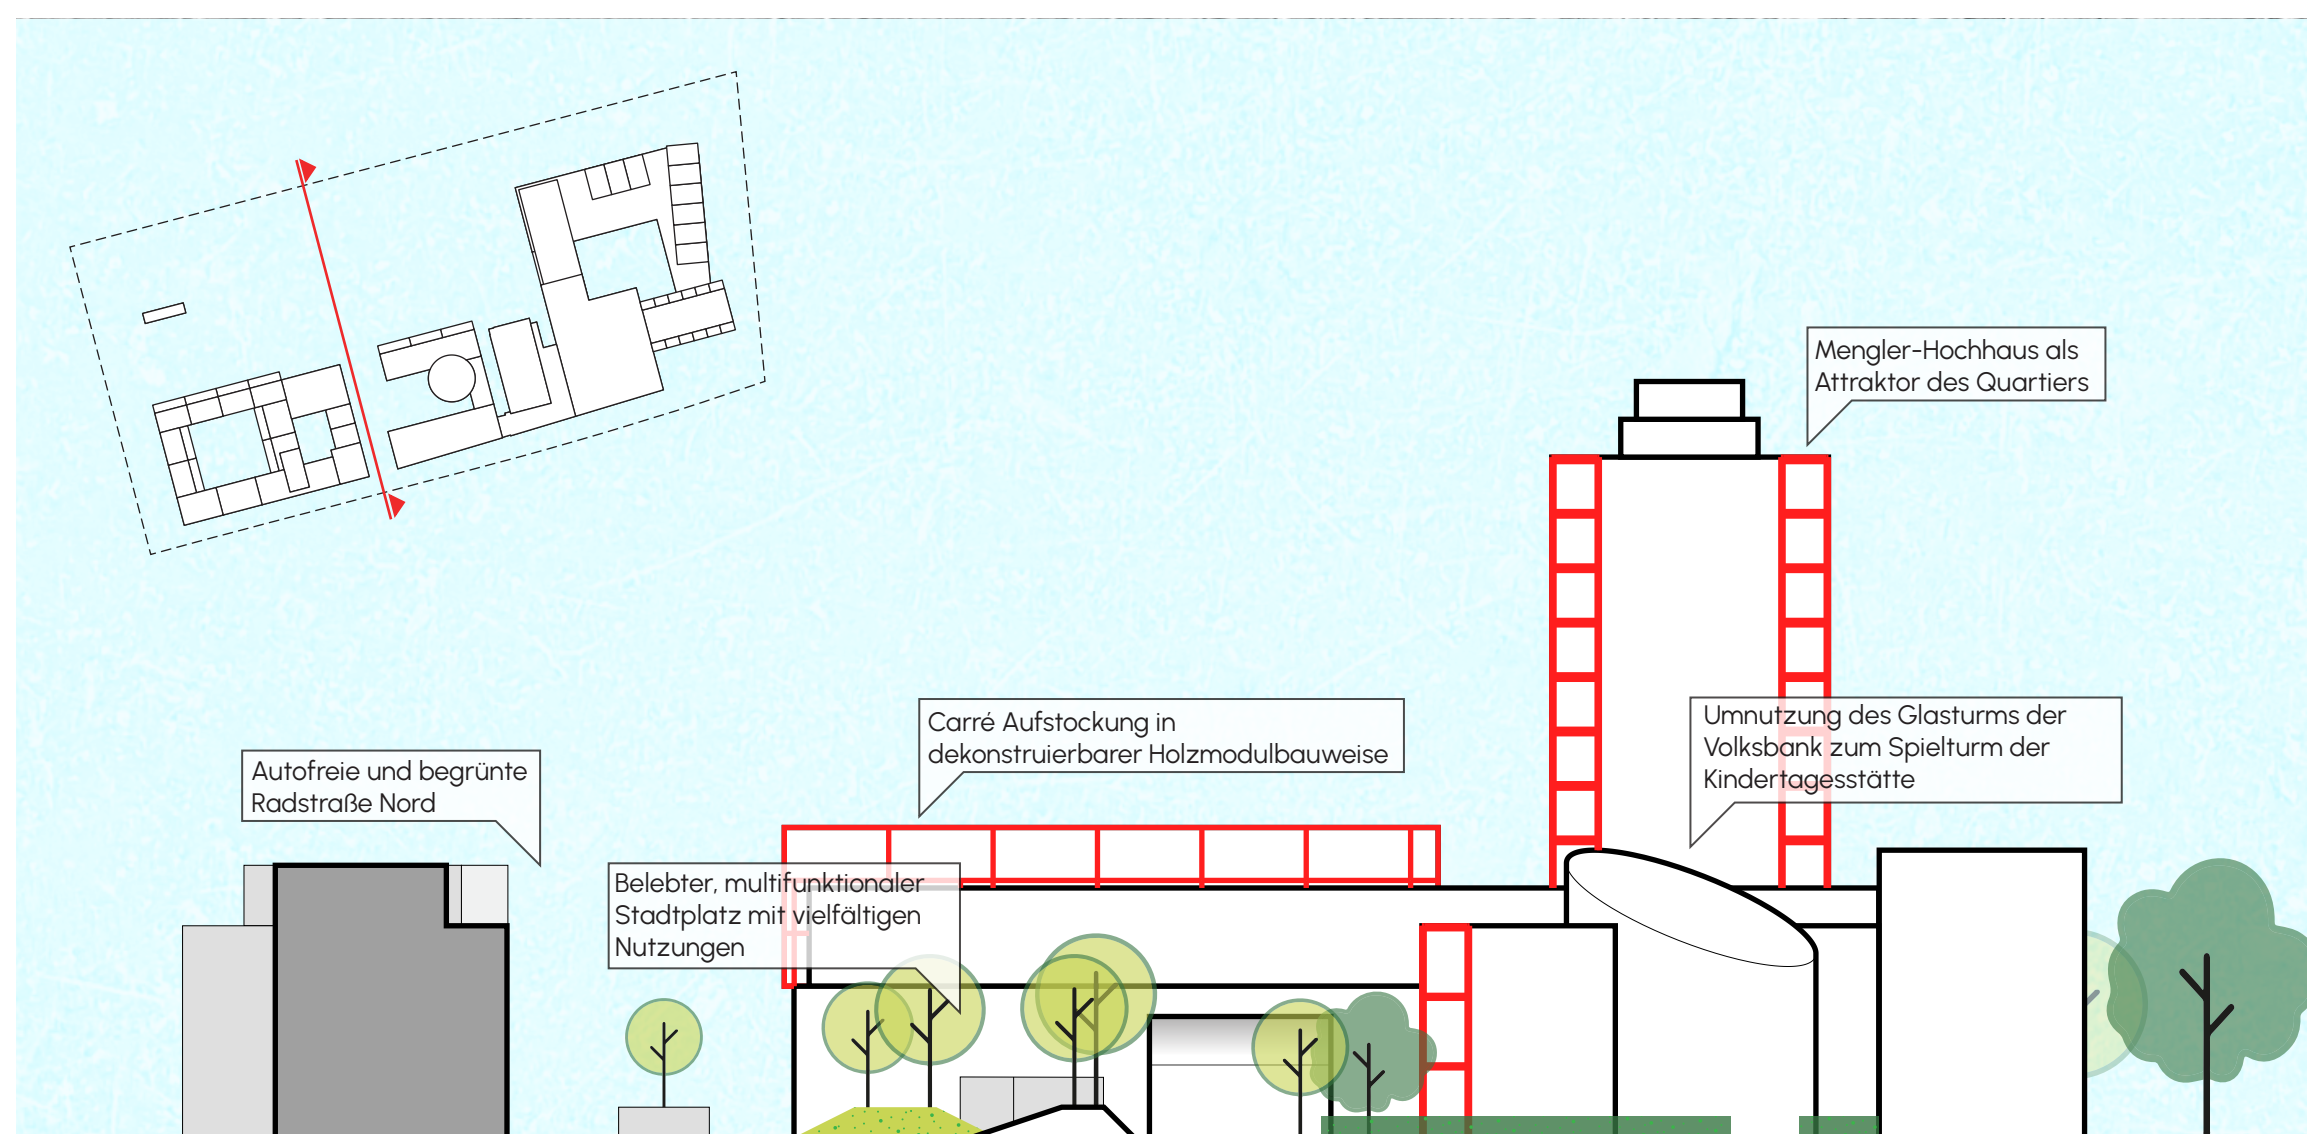 Mengler-Hochhaus als
Attraktor des Quartiers
Umnutzung des Glasturms der
Volksbank zum Spielturm der
Kindertagesstätte
Carré Aufstockung in
dekonstruierbarer Holzmodulbauweise
Autofreie und begrünte
Radstraße Nord
Belebter, multifunktionaler
Stadtplatz mit vielfältigen
Nutzungen